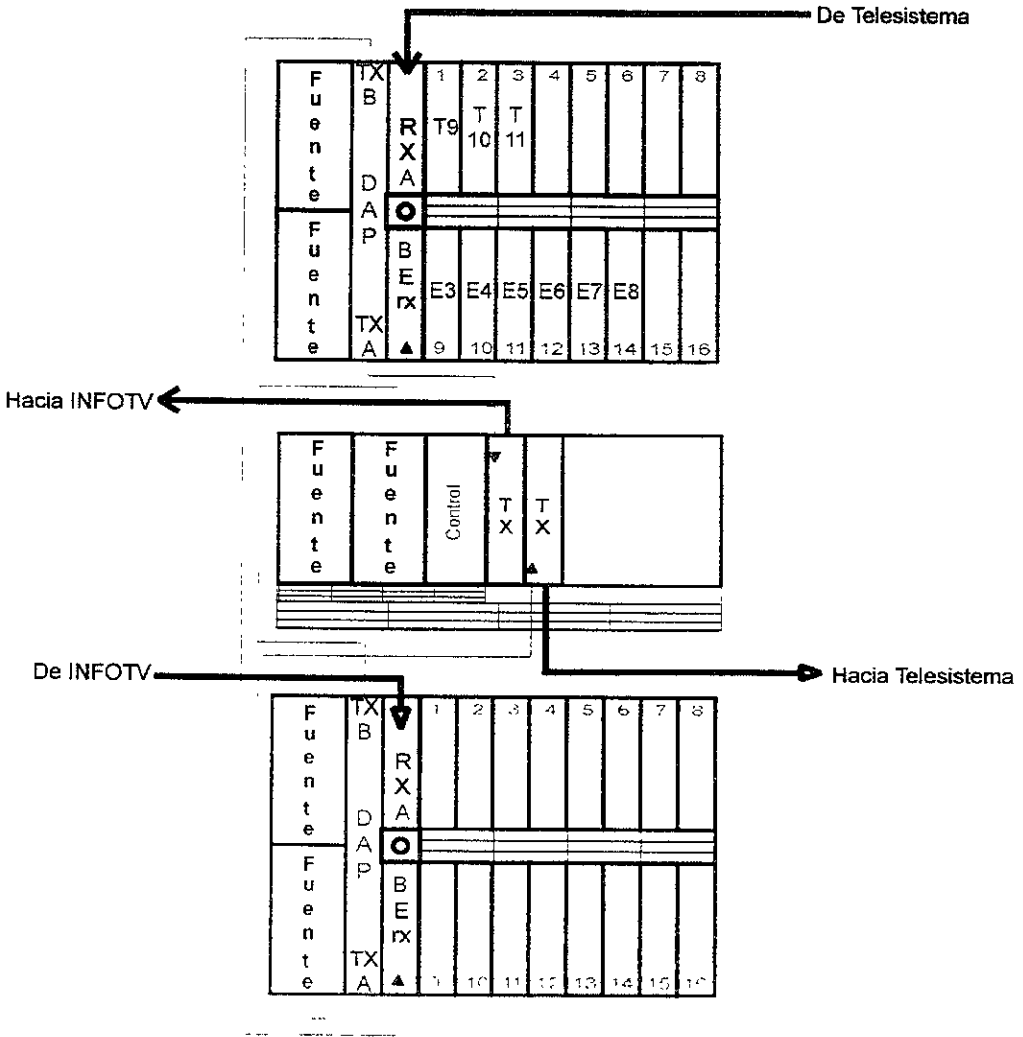 De Telesistema
Fuente
Fuente
TX B
DAP
TX A
RXA
BErx
1 2 3 4 5 6 7 8
T9 T10 T11
E3 E4 E5 E6 E7 E8
9 10 11 12 13 14 15 16
Hacia INFOTV
Fuente
Fuente
Control
TX
TX
De INFOTV
Hacia Telesistema
Fuente
Fuente
TX B
DAP
TX A
RXA
BErx
1 2 3 4 5 6 7 8
10 11 12 13 14 15